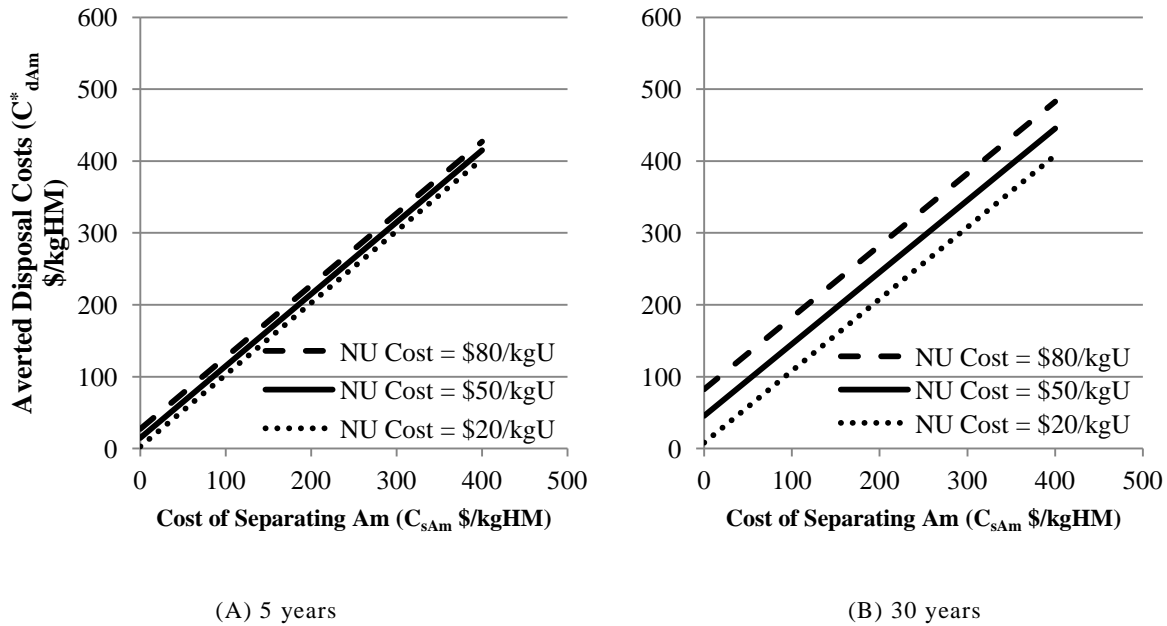 Averted Disposal Costs (C*dAm
$/kgHM)
600
500
400
300
200
100
0
NU Cost = $80/kgU
NU Cost = $50/kgU
NU Cost = $20/kgU
0 100 200 300 400 500
Cost of Separating Am (CsAm $/kgHM)
(A) 5 years
600
500
400
300
200
100
0
NU Cost = $80/kgU
NU Cost = $50/kgU
NU Cost = $20/kgU
0 100 200 300 400 500
Cost of Separating Am (CsAm $/kgHM)
(B) 30 years